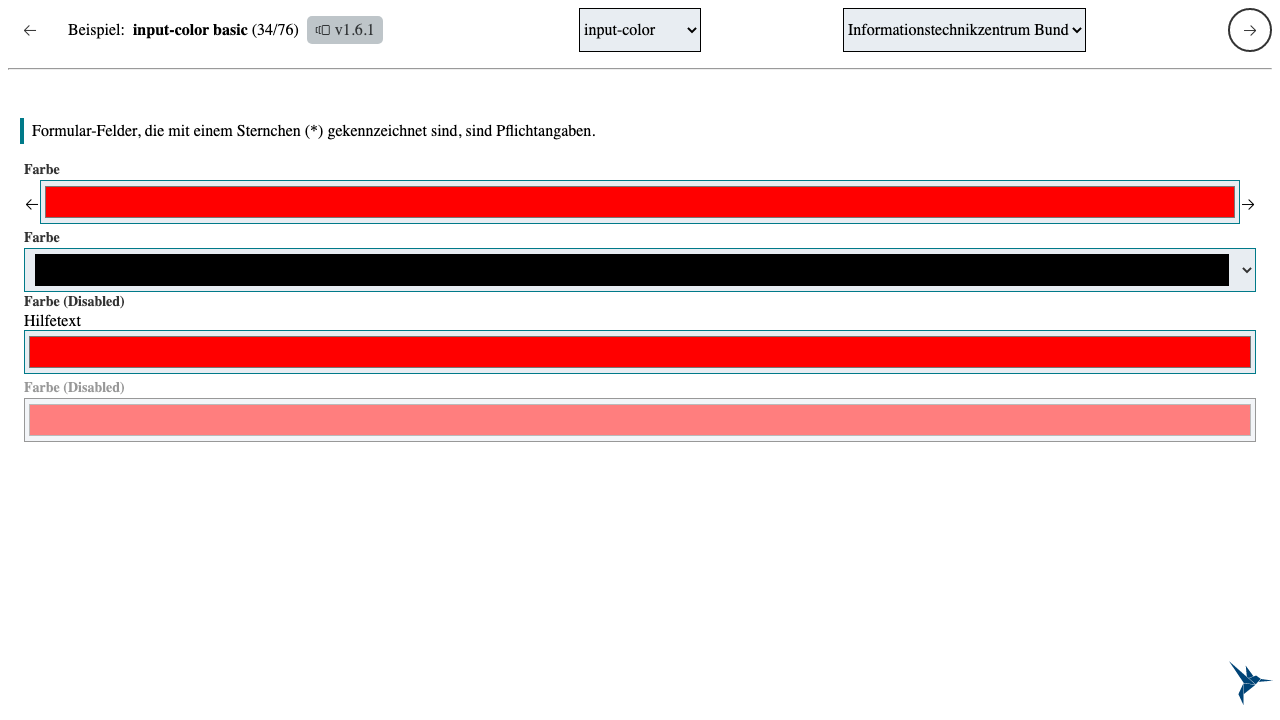 Beispiel: input-color basic (34/76) v1.6.1 input-color Informationstechnikzentrum Bund
Formular-Felder, die mit einem Sternchen (*) gekennzeichnet sind, sind Pflichtangaben.
Farbe
Farbe
Farbe (Disabled)
Hilfetext
Farbe (Disabled)